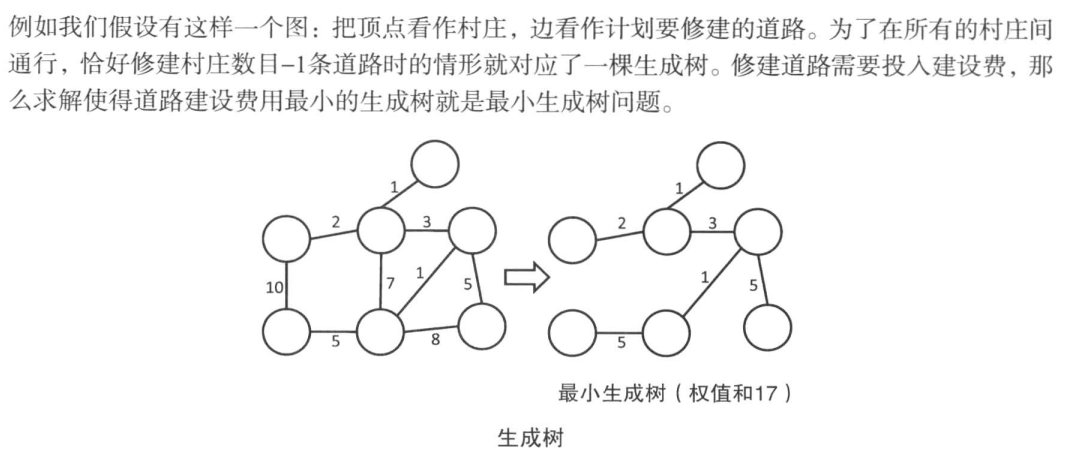 例如我们假设有这样一个图：把顶点看作村庄，边看作计划要修建的道路。为了在所有的村庄间
通行，恰好修建村庄数目–1条道路时的情形就对应了一棵生成树。修建道路需要投入建设费，那
么求解使得道路建设费用最小的生成树就是最小生成树问题。
1 1
2 3 2 3
10 7 1 5 1 5
5 8 5
最小生成树（权值和17）
生成树